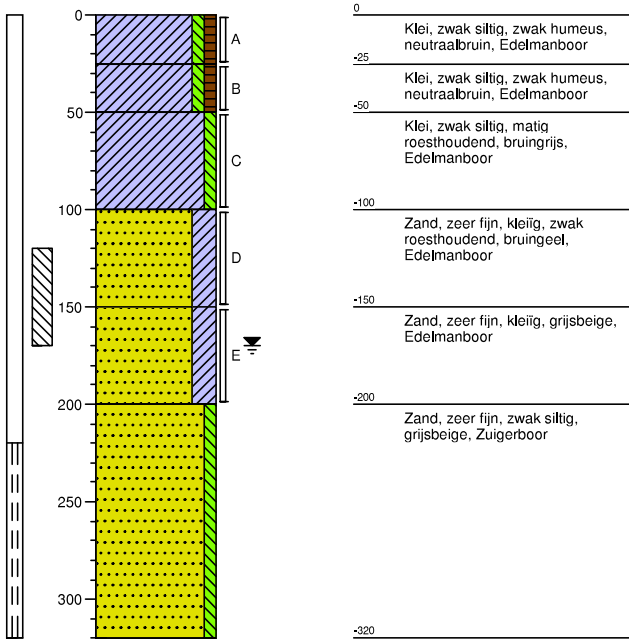 0
50
100
150
200
250
300
A
B
C
D
E
0
Klei, zwak siltig, zwak humeus,
neutraalbruin, Edelmanboor
-25
Klei, zwak siltig, zwak humeus,
neutraalbruin, Edelmanboor
-50
Klei, zwak siltig, matig
roesthoudend, bruingrijs,
Edelmanboor
-100
Zand, zeer fijn, kleiïg, zwak
roesthoudend, bruingeel,
Edelmanboor
-150
Zand, zeer fijn, kleiïg, grijsbeige,
Edelmanboor
-200
Zand, zeer fijn, zwak siltig,
grijsbeige, Zuigerboor
-320